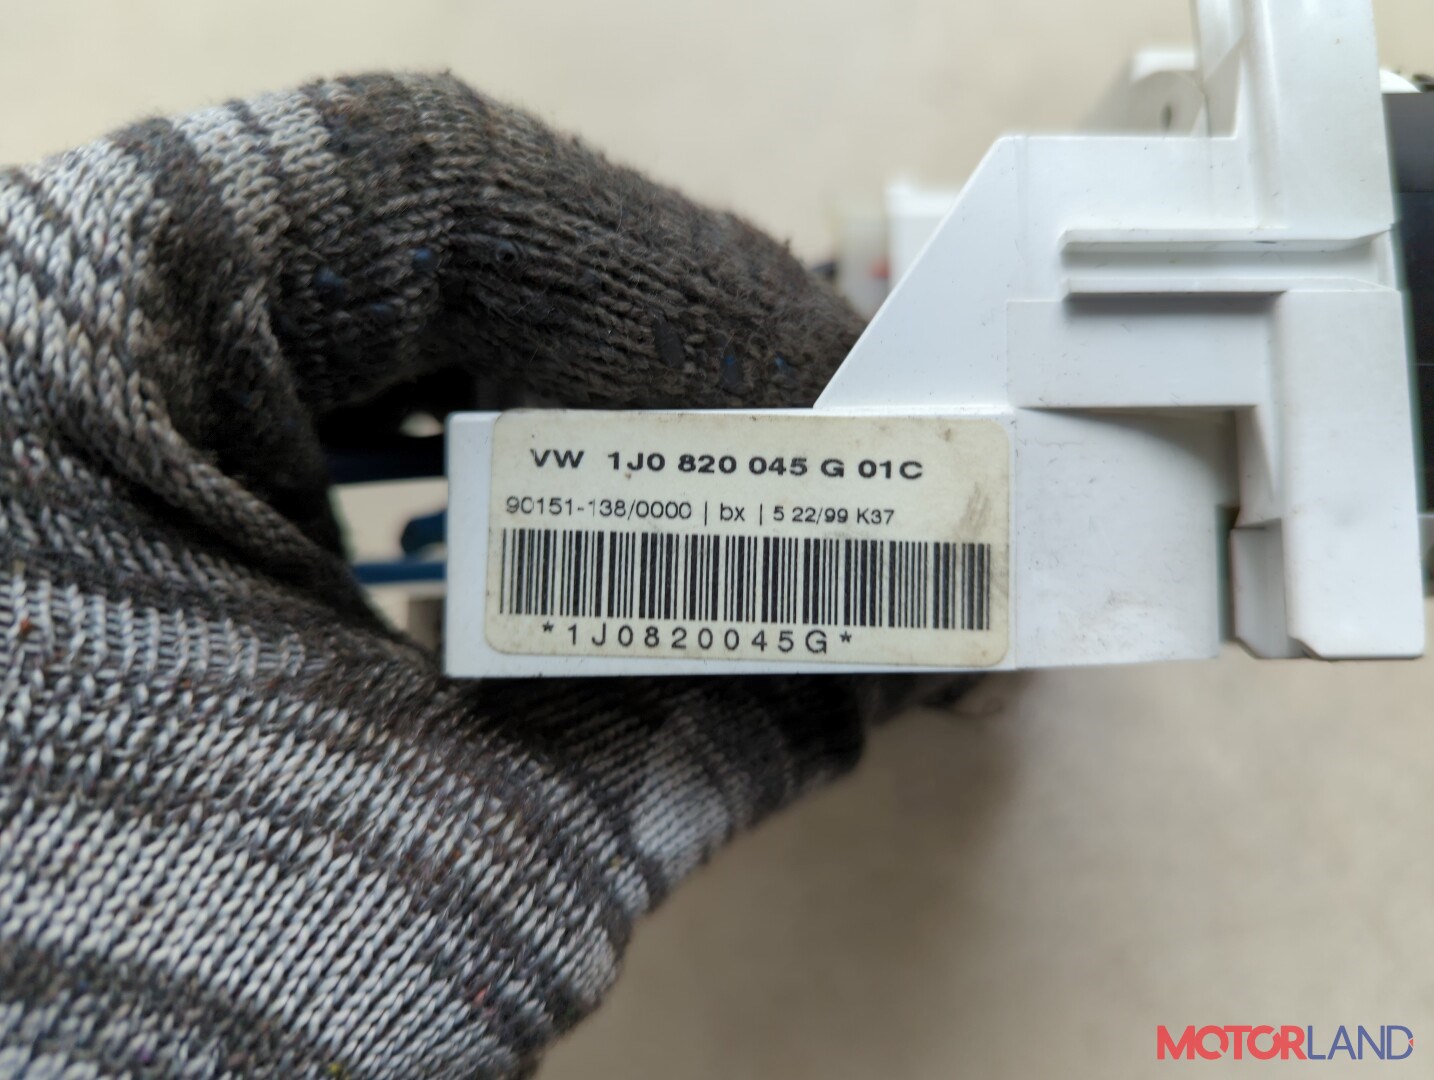 VW 1J0 820 045 G 01C
90151-138/0000 | bx | 5 22/99 K37
*1J0820045G*
MOTORLAND